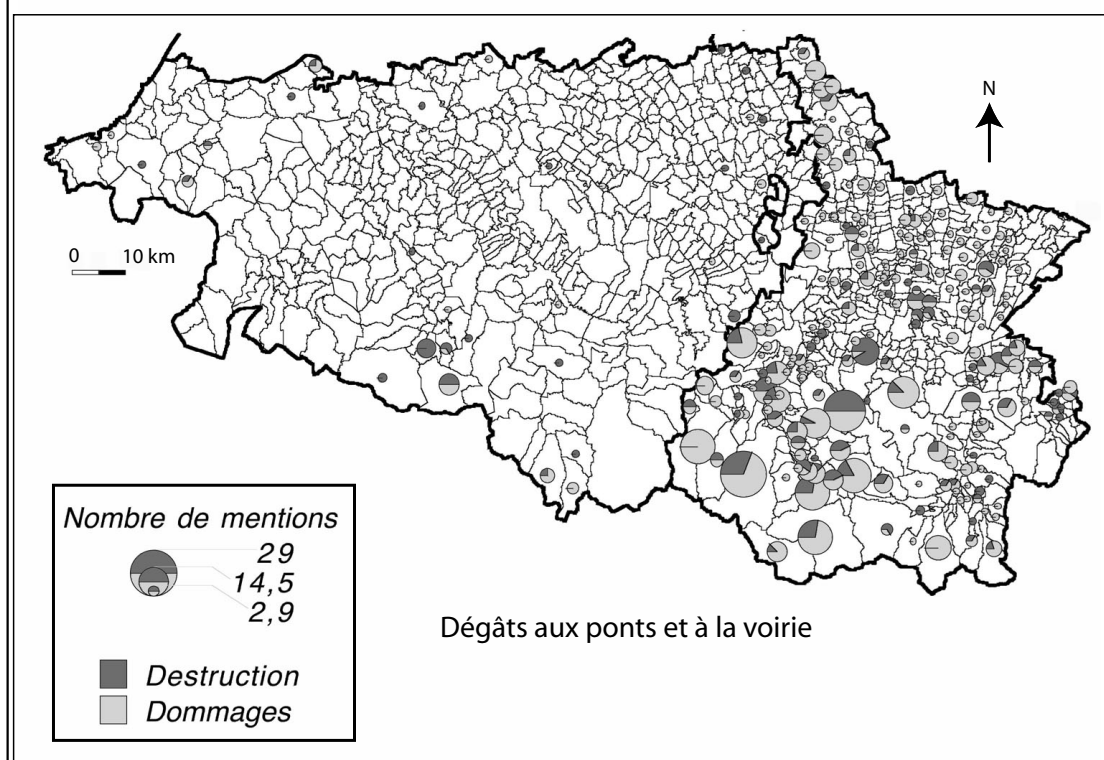 N
0 10 km
Nombre de mentions
29
14,5
2,9
Destruction
Dommages
Dégâts aux ponts et à la voirie